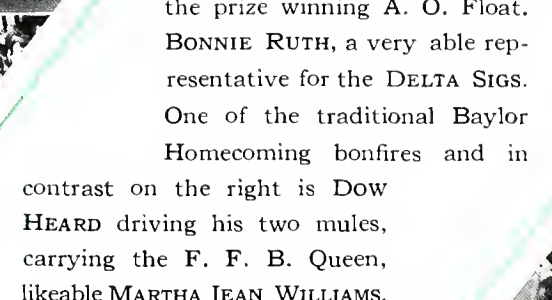 the prize winning A. O. Float.
BONNIE RUTH, a very able rep-
resentative for the DELTA SIGS.
One of the traditional Baylor
Homecoming bonfires and in
contrast on the right is DOW
HEARD driving his two mules,
carrying the F. F. B. Queen,
likeable MARTHA JEAN WILLIAMS.